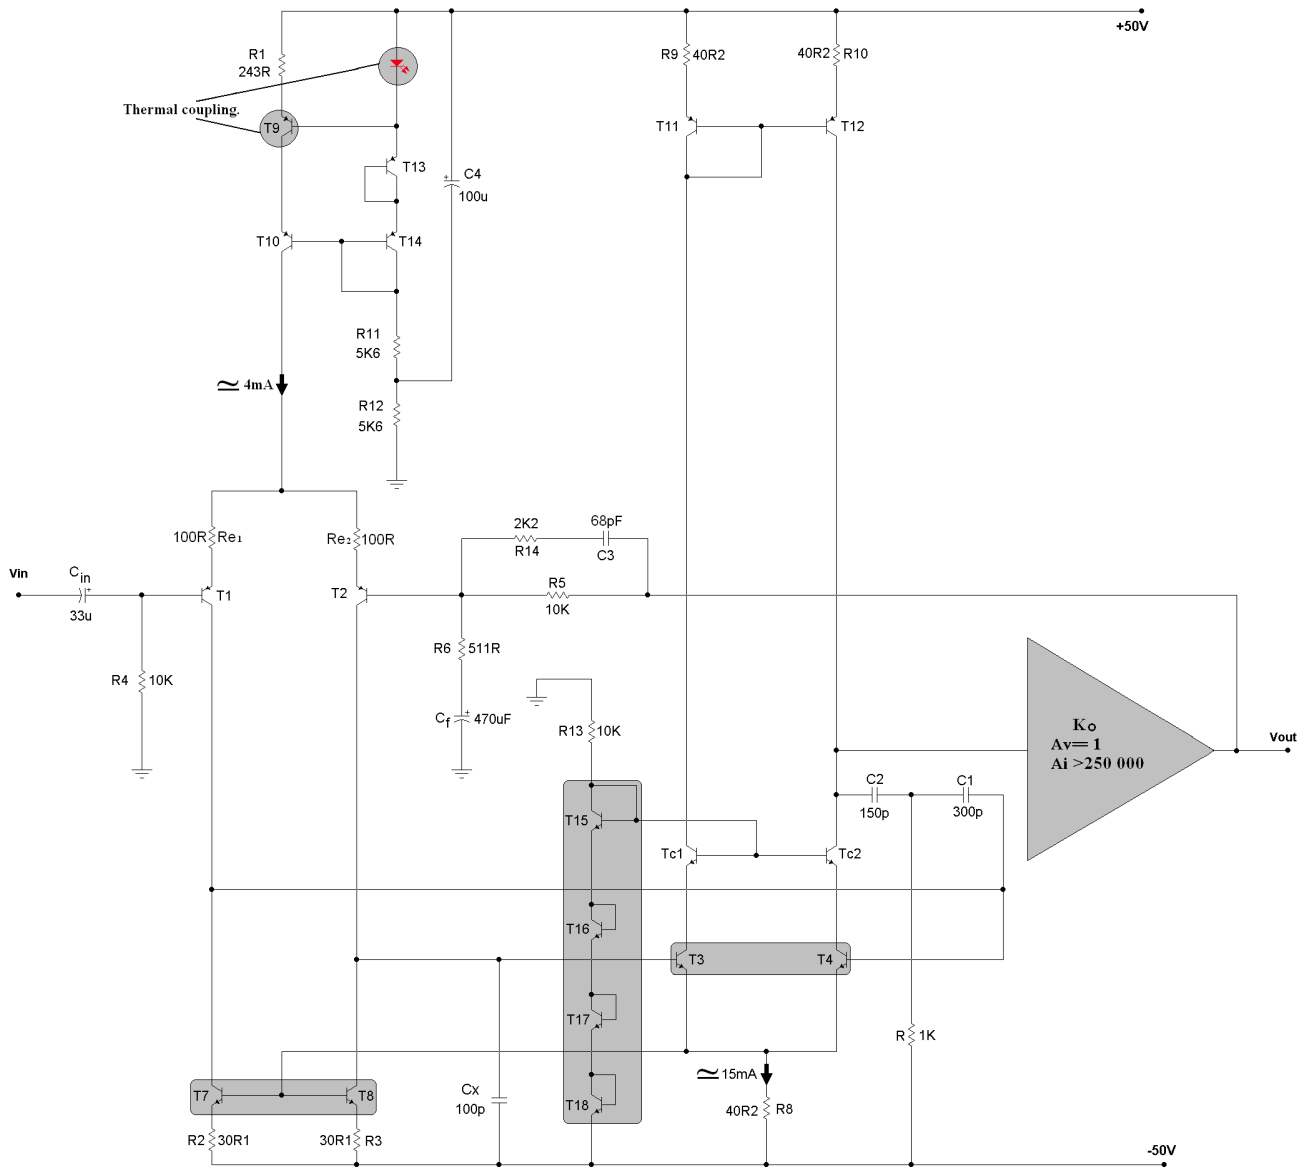 +50V
R1
243R
R9 40R2
40R2 R10
Thermal coupling.
T9
T11
T12
T13
C4
+
100u
T10
T14
R11
5K6
≃ 4mA
R12
5K6
100R Re₁
Re₂ 100R
2K2
R14
68pF
C3
Vin
Cin
+
33u
T1
T2
R5
10K
R6 511R
R4 10K
Cf
+
470uF
R13 10K
Ko
Av= 1
Ai >250 000
Vout
C2
150p
C1
300p
T15
Tc1
Tc2
T16
T3
T4
T17
R 1K
T7
T8
Cx
100p
≃ 15mA
T18
40R2 R8
R2 30R1
30R1 R3
-50V